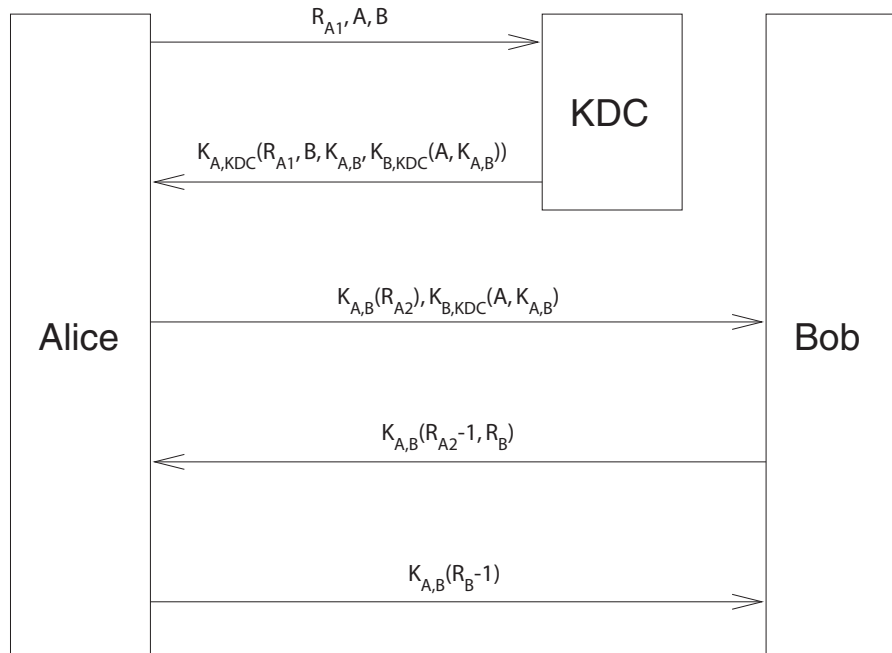 R_A1, A, B
KDC
K_A,KDC(R_A1, B, K_A,B, K_B,KDC(A, K_A,B))
K_A,B(R_A2), K_B,KDC(A, K_A,B)
Alice
Bob
K_A,B(R_A2-1, R_B)
K_A,B(R_B-1)